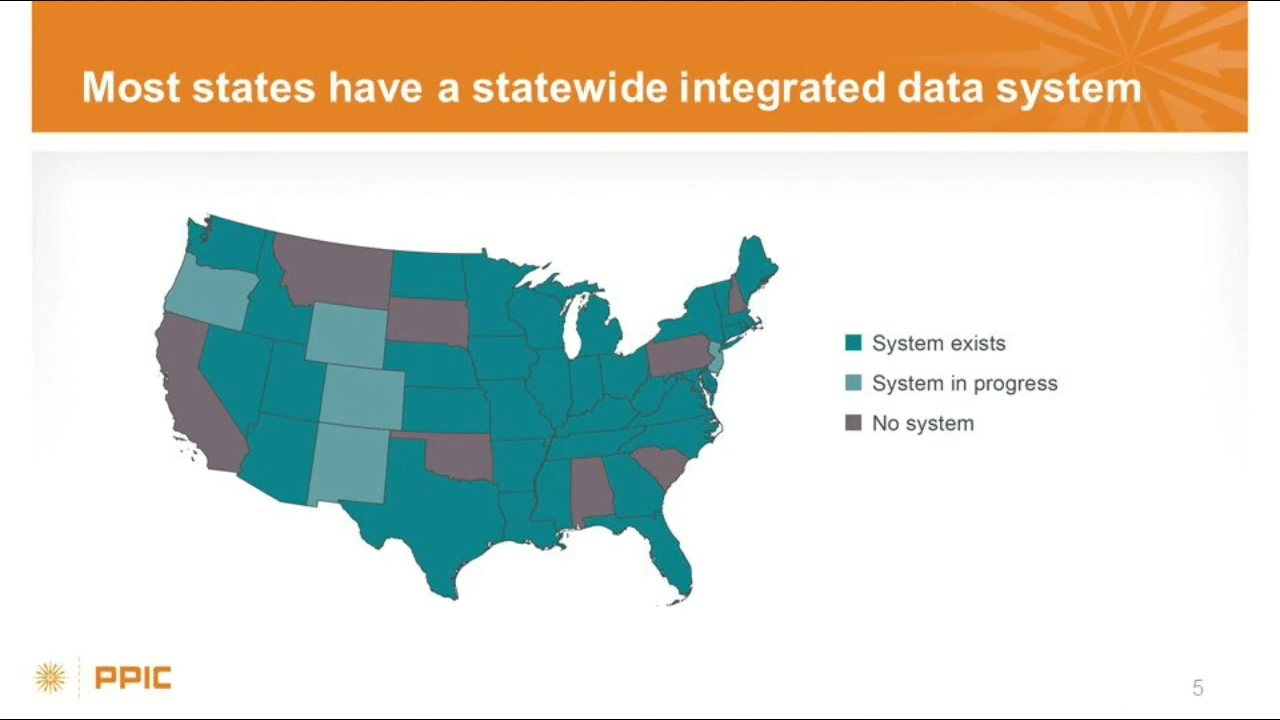 Most states have a statewide integrated data system
System exists
System in progress
No system
PPIC
5